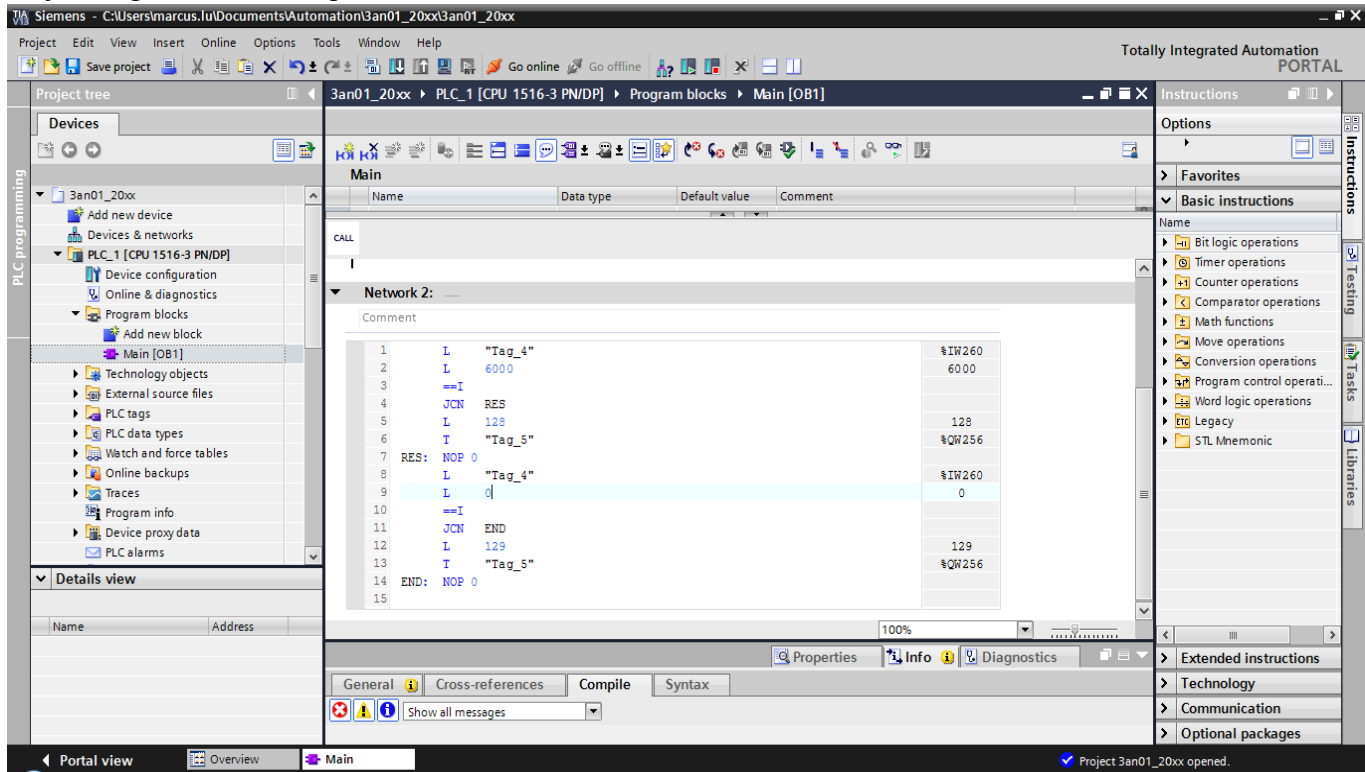 Siemens - C:\Users\marcus.lu\Documents\Automation\3an01_20xx\3an01_20xx
Project Edit View Insert Online Options Tools Window Help
Totally Integrated Automation
PORTAL
Save project Go online Go offline
Project tree
3an01_20xx PLC_1 [CPU 1516-3 PN/DP] Program blocks Main [OB1]
Instructions
Devices
Options
Main
Name Data type Default value Comment
CALL
Network 2: .....
Comment
1 L "Tag_4" %IW260
2 L 6000 6000
3 ==I
4 JCN RES
5 L 128 128
6 T "Tag_5" %QW256
7 RES: NOP 0
8 L "Tag_4" %IW260
9 L 0 0
10 ==I
11 JCN END
12 L 129 129
13 T "Tag_5" %QW256
14 END: NOP 0
15
100%
PLC programming
3an01_20xx
Add new device
Devices & networks
PLC_1 [CPU 1516-3 PN/DP]
Device configuration
Online & diagnostics
Program blocks
Add new block
Main [OB1]
Technology objects
External source files
PLC tags
PLC data types
Watch and force tables
Online backups
Traces
Program info
Device proxy data
PLC alarms
Details view
Name Address
Favorites
Basic instructions
Name
Bit logic operations
Timer operations
Counter operations
Comparator operations
Math functions
Move operations
Conversion operations
Program control operati...
Word logic operations
Legacy
STL Mnemonic
Extended instructions
Technology
Communication
Optional packages
Instructions
Testing
Tasks
Libraries
Properties Info Diagnostics
General Cross-references Compile Syntax
Show all messages
Portal view Overview Main
Project 3an01_20xx opened.